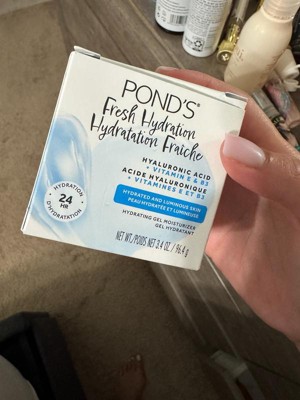 POND'S®
Fresh Hydration
Hydratation Fraîche
HYALURONIC ACID
+ VITAMIN E & B3
ACIDE HYALURONIQUE
+ VITAMINES E ET B3
HYDRATED AND LUMINOUS SKIN
PEAU HYDRATÉE ET LUMINEUSE
HYDRATING GEL MOISTURIZER
GEL HYDRATANT
NET WT./POIDS NET 3.4 OZ. / 96.4 g
HYDRATION
24
HR
D'HYDRATATION